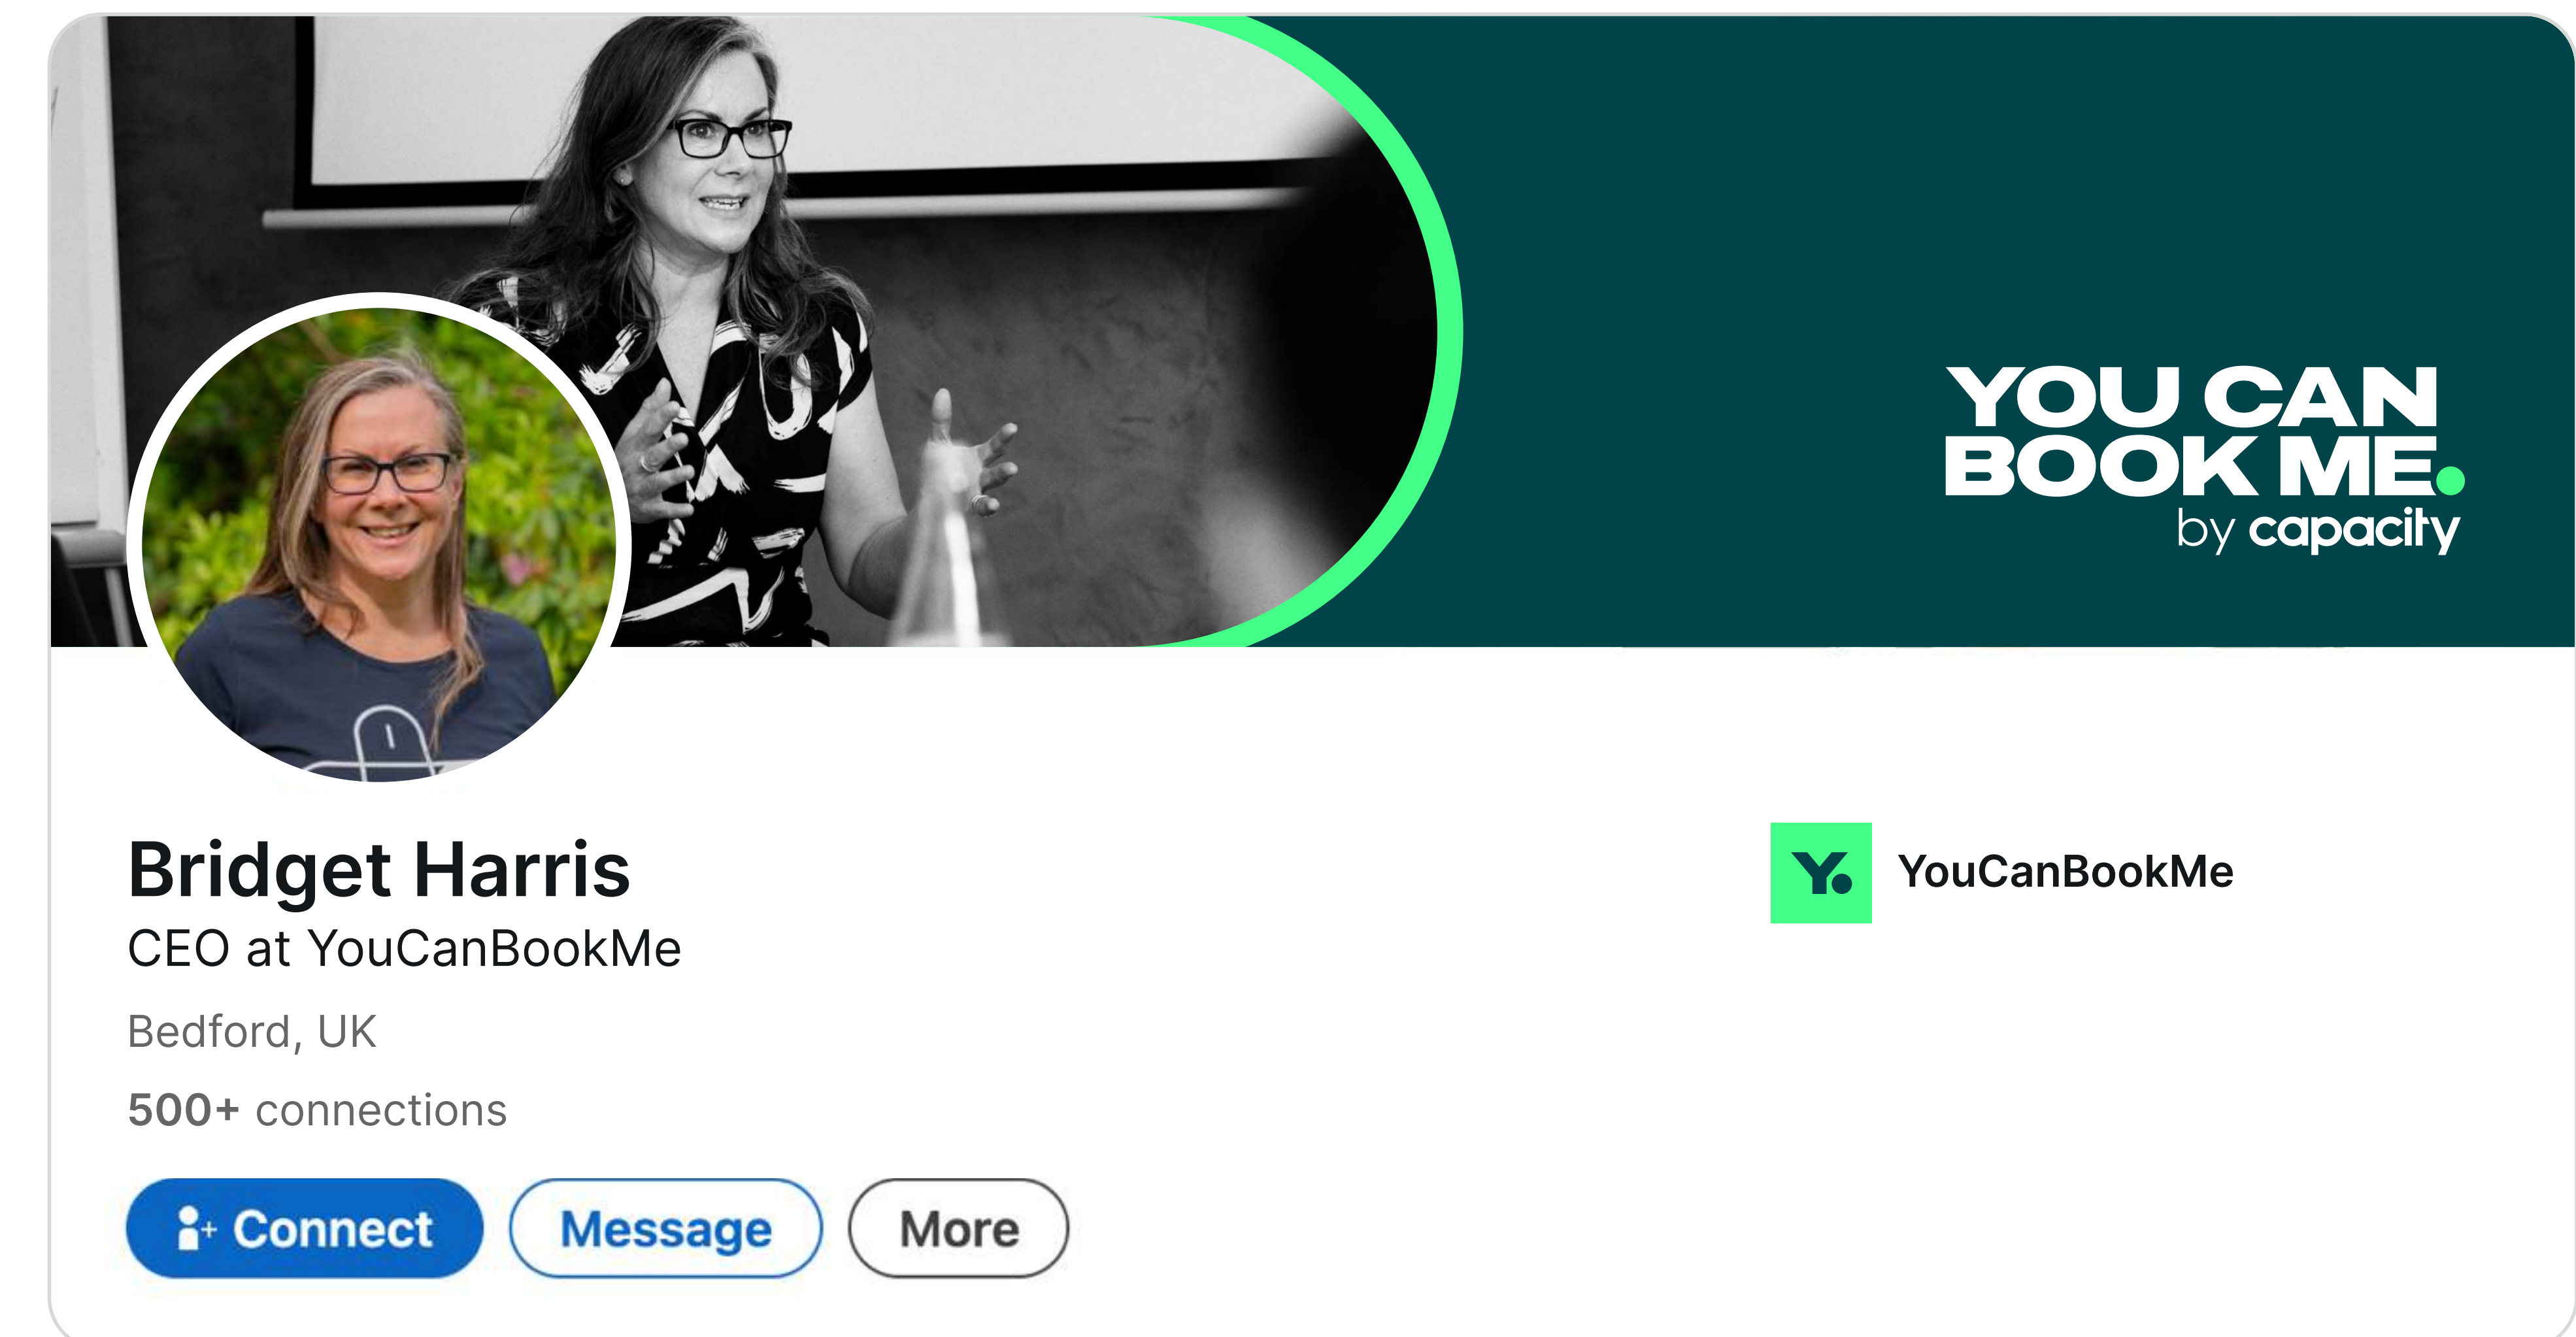 YOU CAN
BOOK ME.
by capacity
Bridget Harris
YouCanBookMe
CEO at YouCanBookMe
Bedford, UK
500+ connections
Connect
Message
More